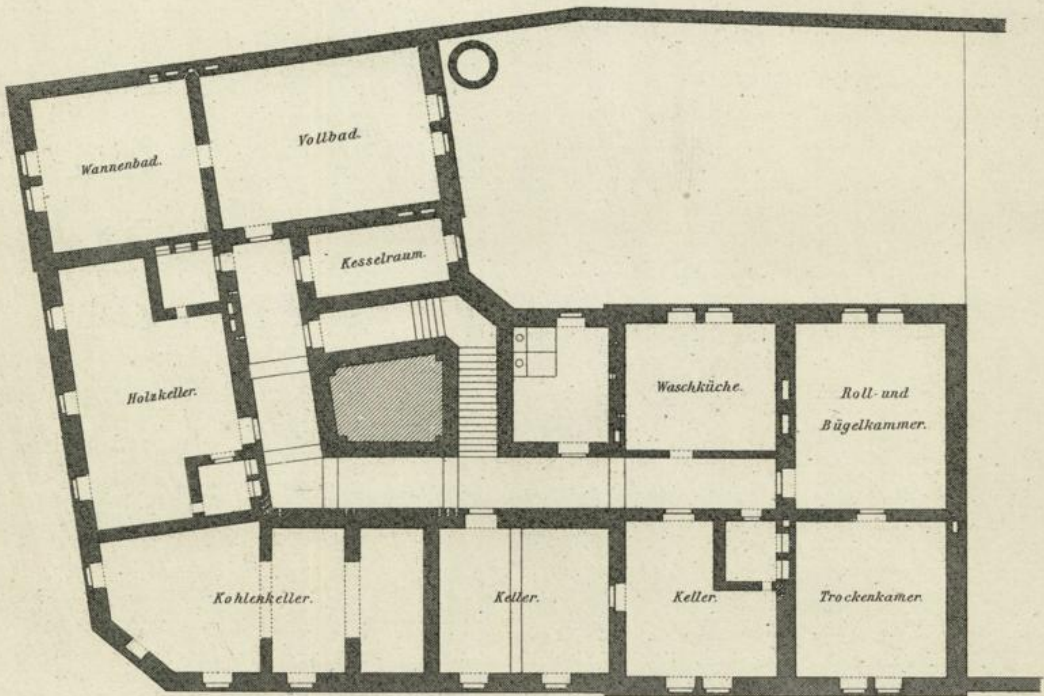 Vollbad.
Wannenbad.
Kesselraum.
Holzkeller.
Waschküche.
Roll- und
Bügelkammer.
Kohlenkeller.
Keller.
Keller.
Trockenkamer.